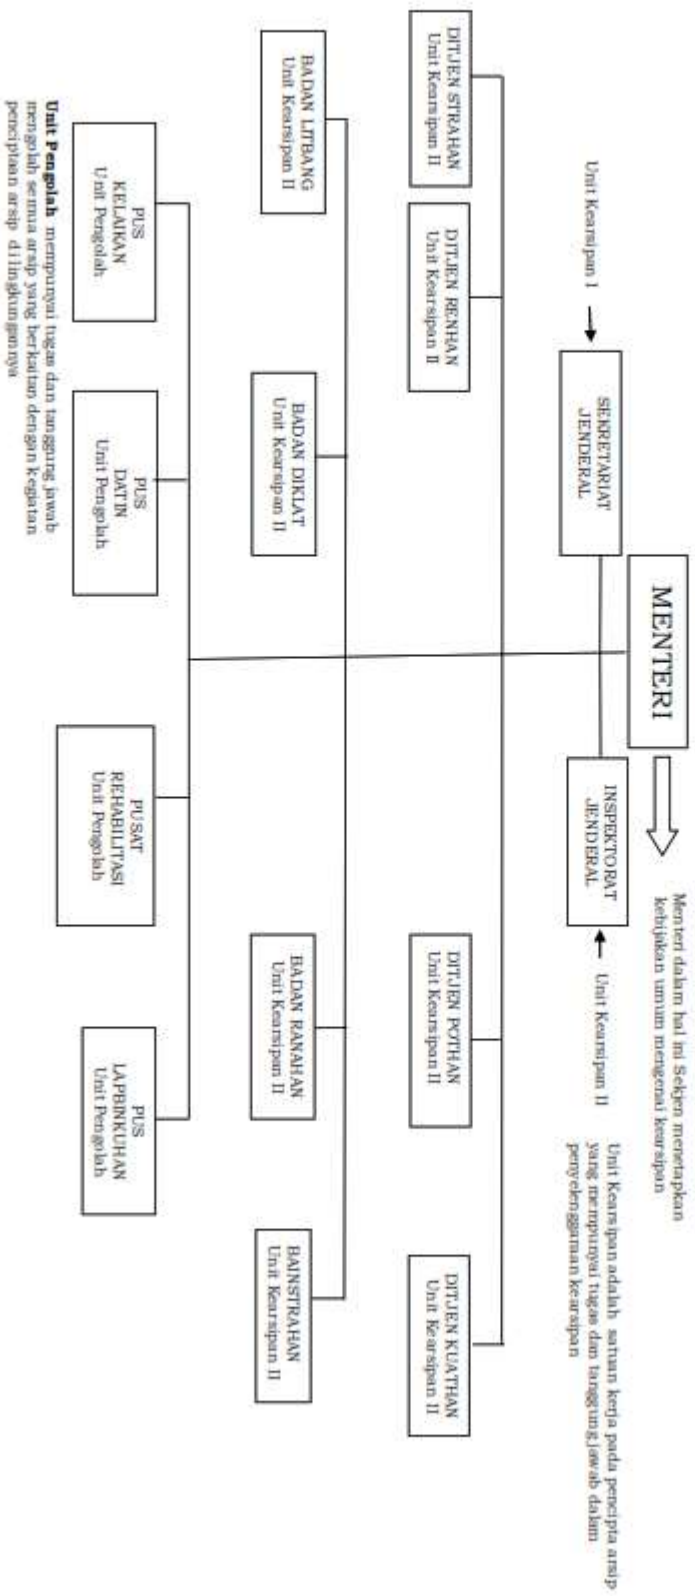 MENTERI
Menteri dalam hal ini Sekjen menetapkan
kebijakan umum mengenai kearsipan
Unit Kearsipan I
SEKRETARIAT
JENDERAL
INSPEKTORAT
JENDERAL
Unit Kearsipan II
Unit Kearsipan adalah satuan kerja pada pencipta arsip
yang mempunyai tugas dan tanggung jawab dalam
penyelenggaraan kearsipan
DITJEN STRAHAN
Unit Kearsipan II
DITJEN RENHAN
Unit Kearsipan II
DITJEN POTHAN
Unit Kearsipan II
DITJEN KUATHAN
Unit Kearsipan II
BADAN LITBANG
Unit Kearsipan II
BADAN DIKLAT
Unit Kearsipan II
BADAN RANAHAN
Unit Kearsipan II
BAINSTRAHAN
Unit Kearsipan II
PUS
KELAIKAN
Unit Pengolah
PUS
DATIN
Unit Pengolah
PUSAT
REHABILITASI
Unit Pengolah
PUS
LAPBINKUHAN
Unit Pengolah
Unit Pengolah mempunyai tugas dan tanggung jawab
mengolah semua arsip yang berkaitan dengan kegiatan
penciptaan arsip di lingkungannya